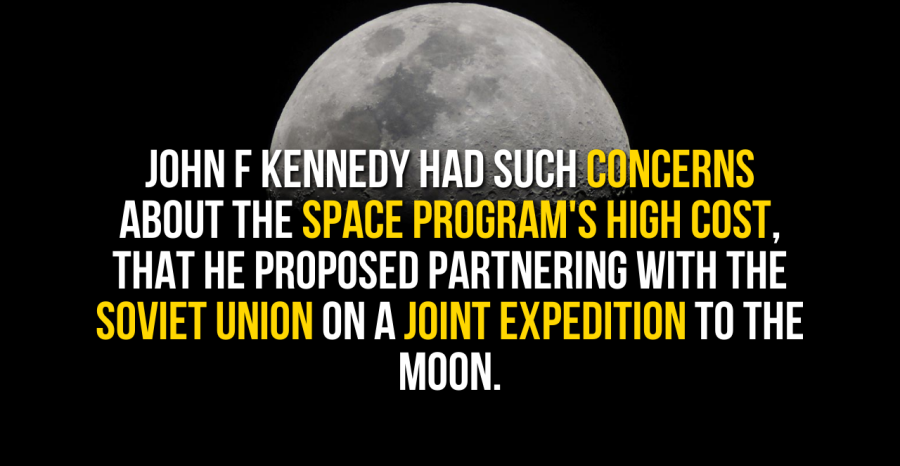 JOHN F KENNEDY HAD SUCH CONCERNS
ABOUT THE SPACE PROGRAM'S HIGH COST,
THAT HE PROPOSED PARTNERING WITH THE
SOVIET UNION ON A JOINT EXPEDITION TO THE
MOON.